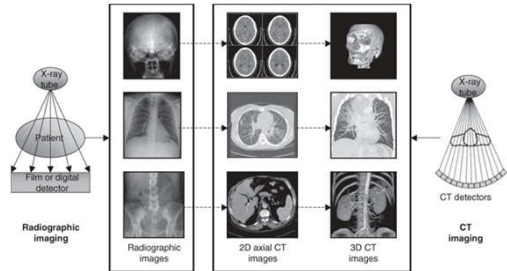 X-ray
tube
Patient
Film or digital
detector
Radiographic
imaging
Radiographic
images
2D axial CT
images
3D CT
images
X-ray
tube
CT detectors
CT
imaging